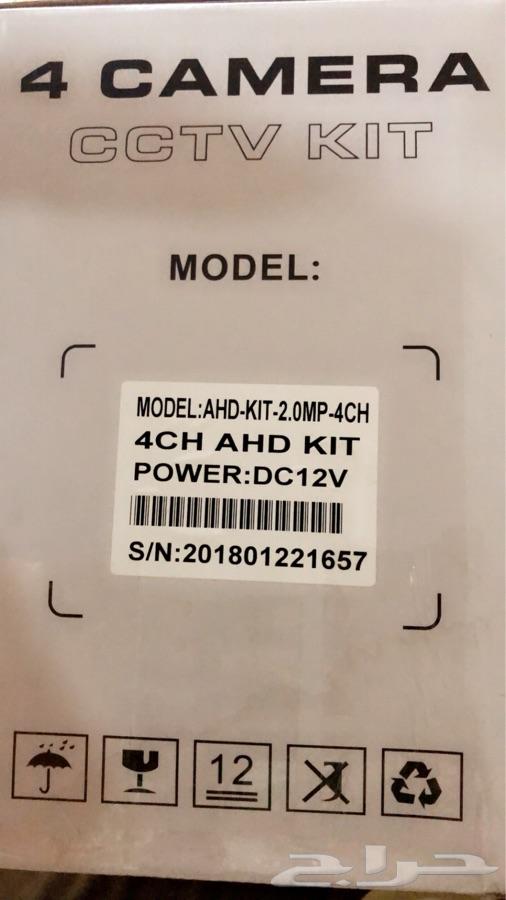 4 CAMERA
CCTV KIT
MODEL:
MODEL:AHD-KIT-2.0MP-4CH
4CH AHD KIT
POWER:DC12V
S/N:201801221657
12
حراج